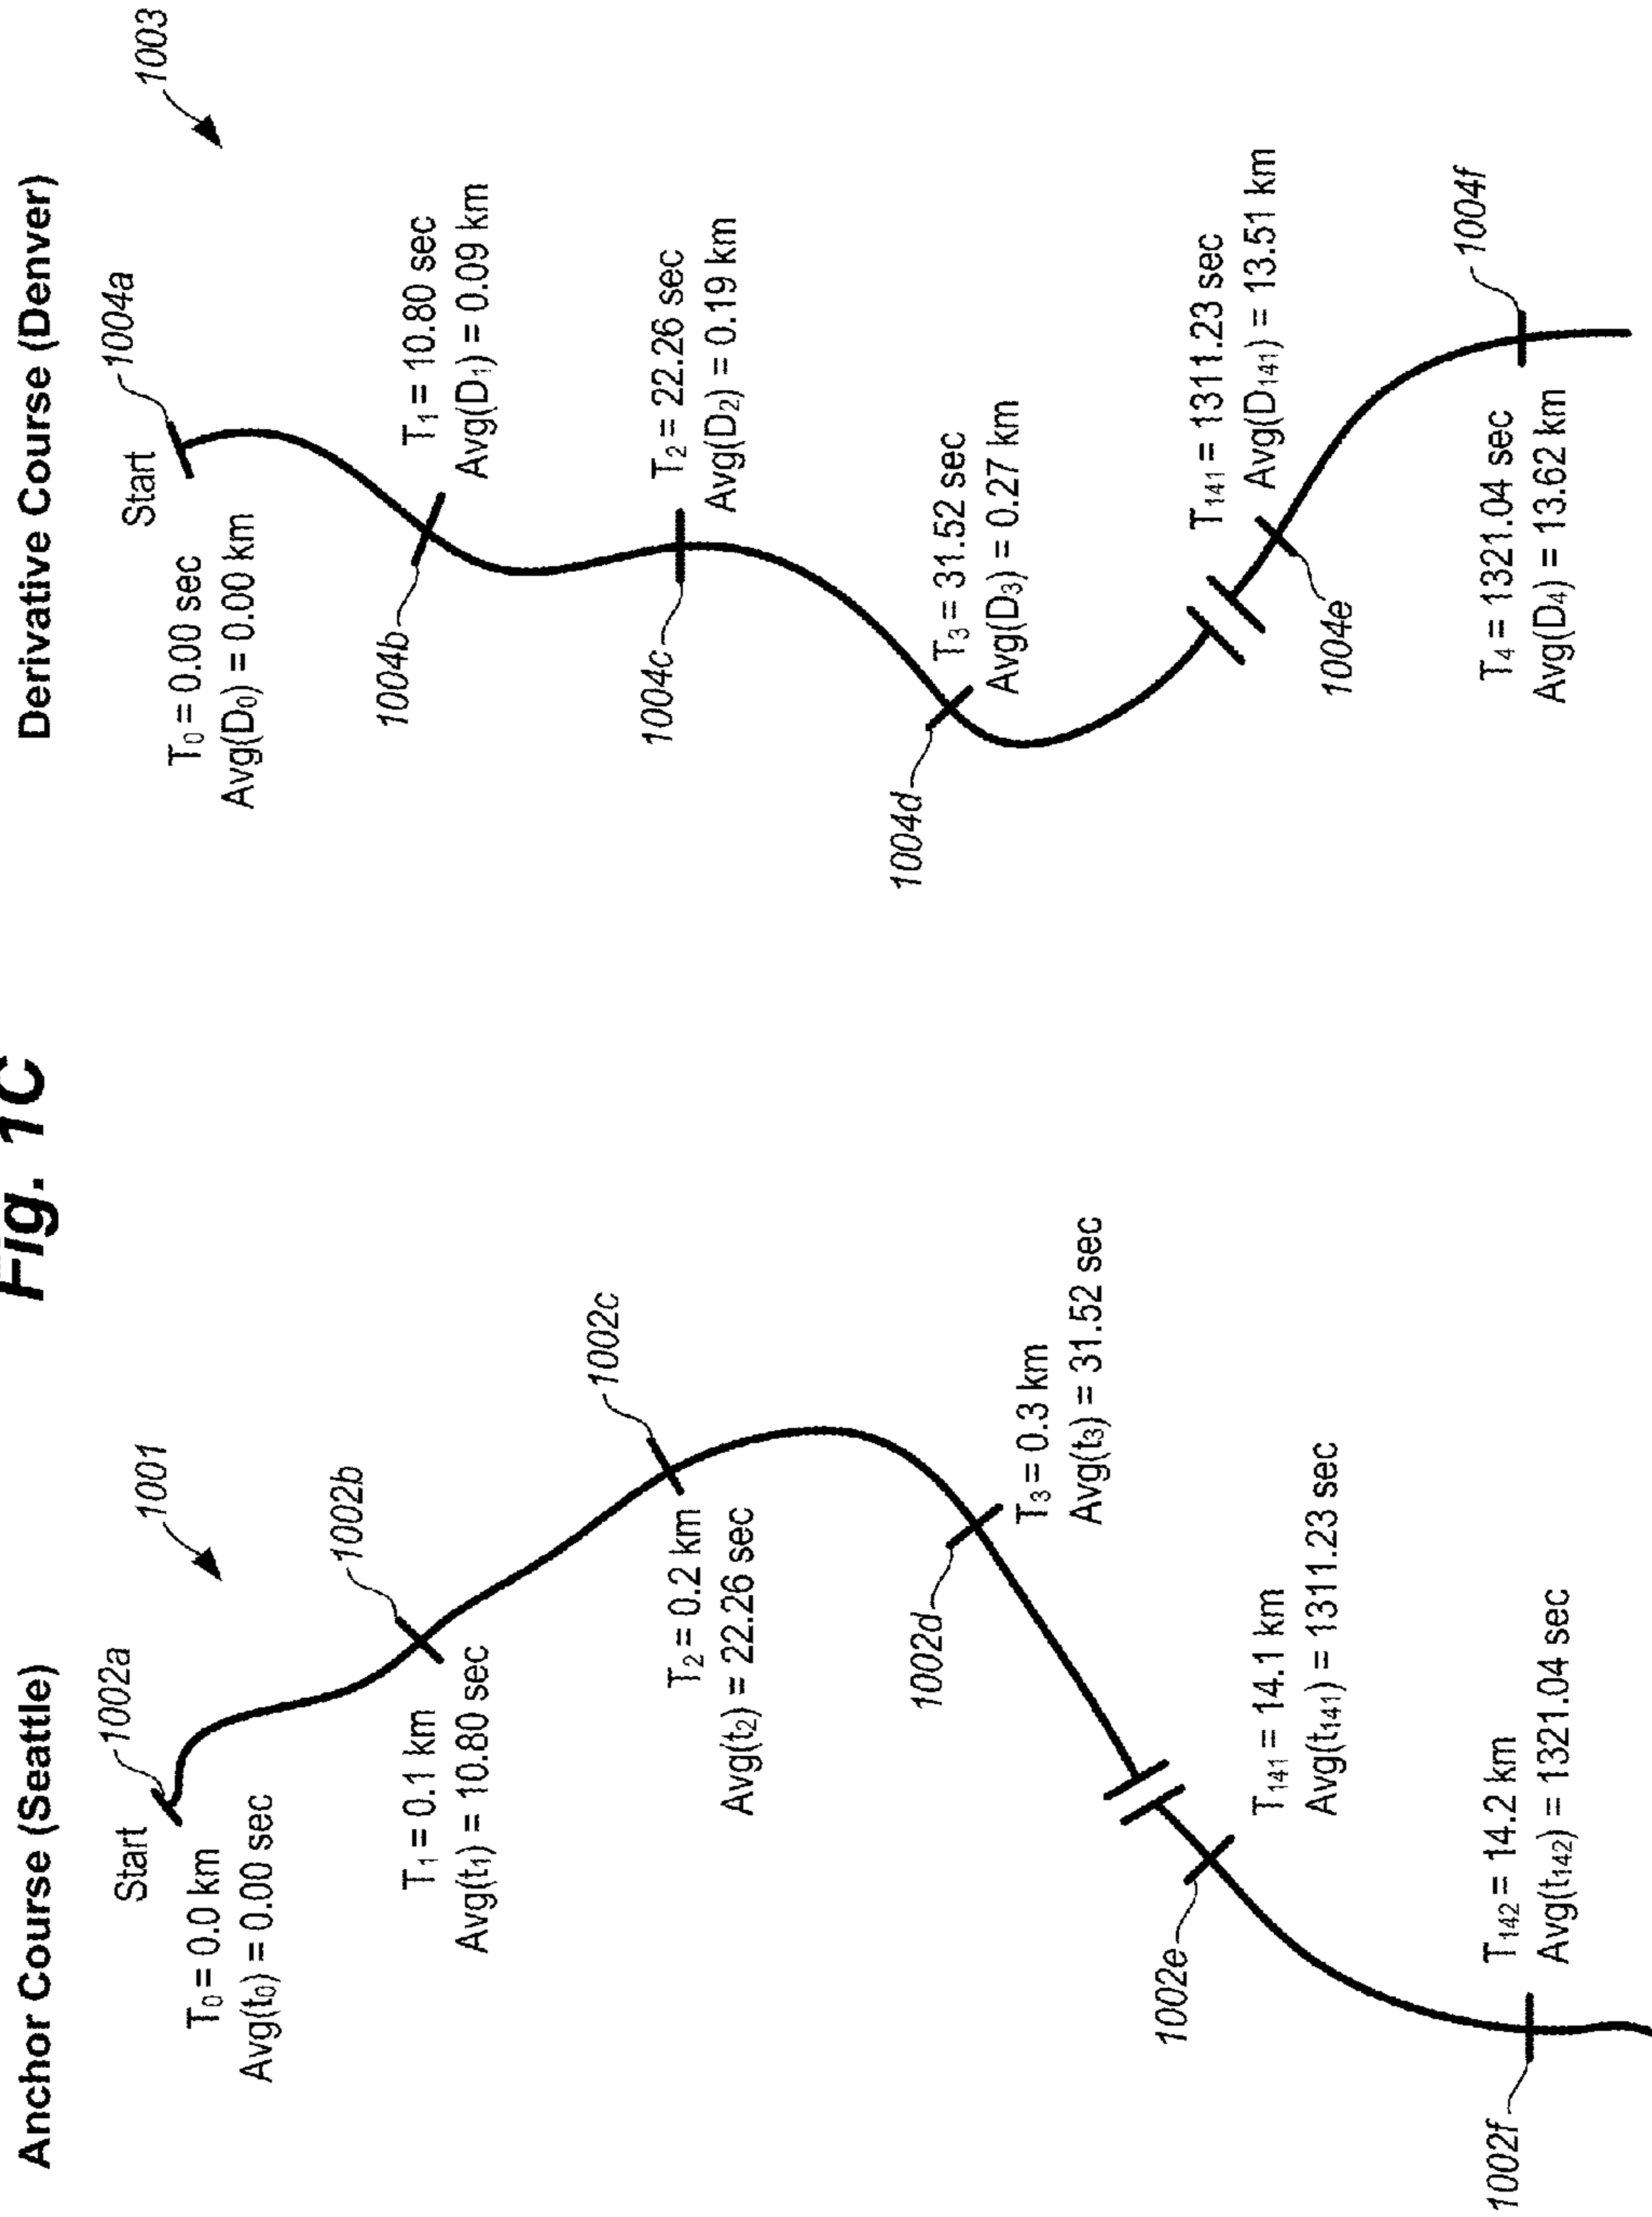 Fig. 1C
Anchor Course (Seattle)
1001
Start
1002a
T₀ = 0.0 km
Avg(t₀) = 0.00 sec
1002b
T₁ = 0.1 km
Avg(t₁) = 10.80 sec
1002c
T₂ = 0.2 km
Avg(t₂) = 22.26 sec
1002d
T₃ = 0.3 km
Avg(t₃) = 31.52 sec
1002e
T₁₄₁ = 14.1 km
Avg(t₁₄₁) = 1311.23 sec
1002f
T₁₄₂ = 14.2 km
Avg(t₁₄₂) = 1321.04 sec
Derivative Course (Denver)
1003
Start
1004a
T₀ = 0.00 sec
Avg(D₀) = 0.00 km
1004b
T₁ = 10.80 sec
Avg(D₁) = 0.09 km
1004c
T₂ = 22.26 sec
Avg(D₂) = 0.19 km
1004d
T₃ = 31.52 sec
Avg(D₃) = 0.27 km
1004e
T₁₄₁ = 1311.23 sec
Avg(D₁₄₁) = 13.51 km
1004f
T₄ = 1321.04 sec
Avg(D₄) = 13.62 km